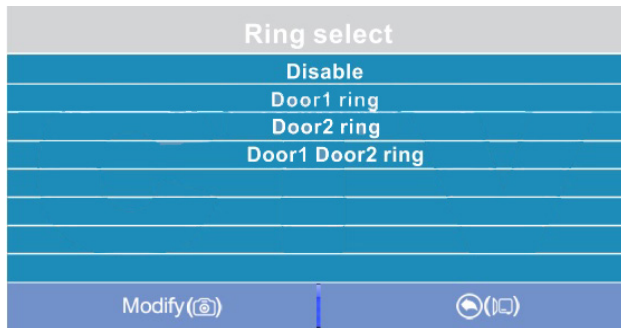 Ring select
Disable
Door1 ring
Door2 ring
Door1 Door2 ring
Modify()
()